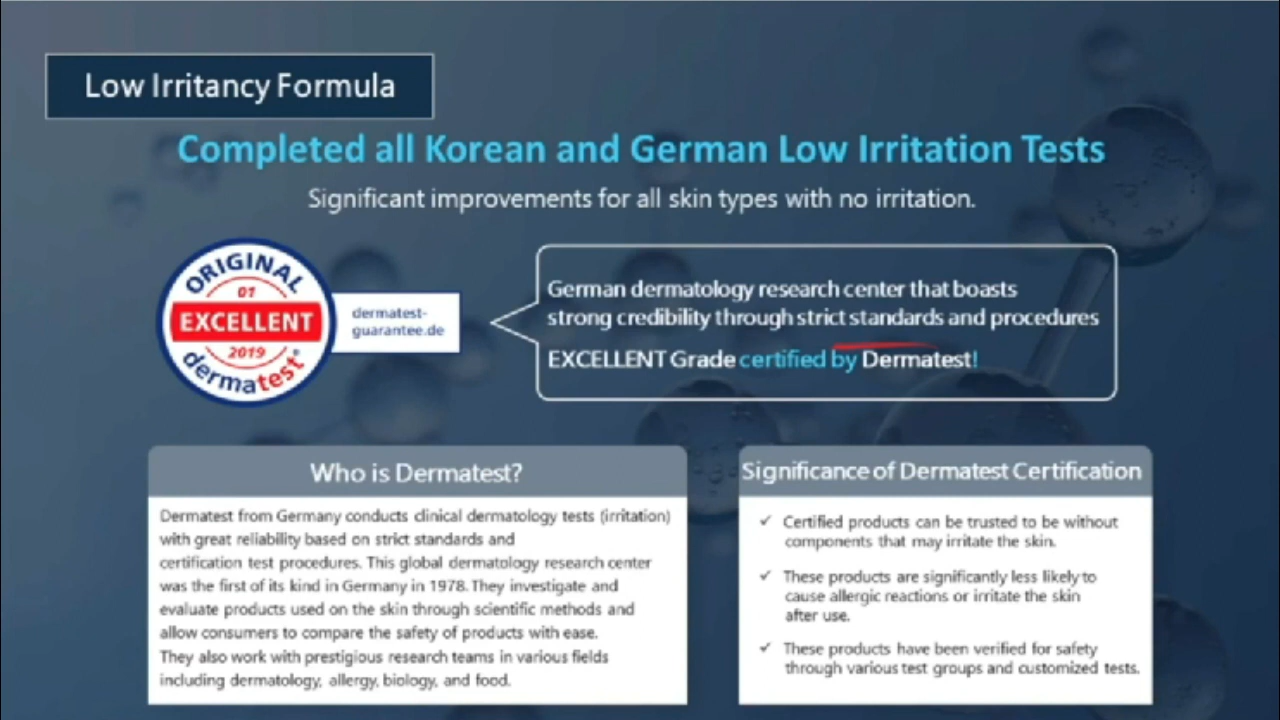 Low Irritancy Formula
Completed all Korean and German Low Irritation Tests
Significant improvements for all skin types with no irritation.
ORIGINAL
01
EXCELLENT
2019
dermatest®
dermatest-
guarantee.de
German dermatology research center that boasts
strong credibility through strict standards and procedures
EXCELLENT Grade certified by Dermatest!
Who is Dermatest?
Dermatest from Germany conducts clinical dermatology tests (irritation)
with great reliability based on strict standards and
certification test procedures. This global dermatology research center
was the first of its kind in Germany in 1978. They investigate and
evaluate products used on the skin through scientific methods and
allow consumers to compare the safety of products with ease.
They also work with prestigious research teams in various fields
including dermatology, allergy, biology, and food.
Significance of Dermatest Certification
✓ Certified products can be trusted to be without
components that may irritate the skin.
✓ These products are significantly less likely to
cause allergic reactions or irritate the skin
after use.
✓ These products have been verified for safety
through various test groups and customized tests.